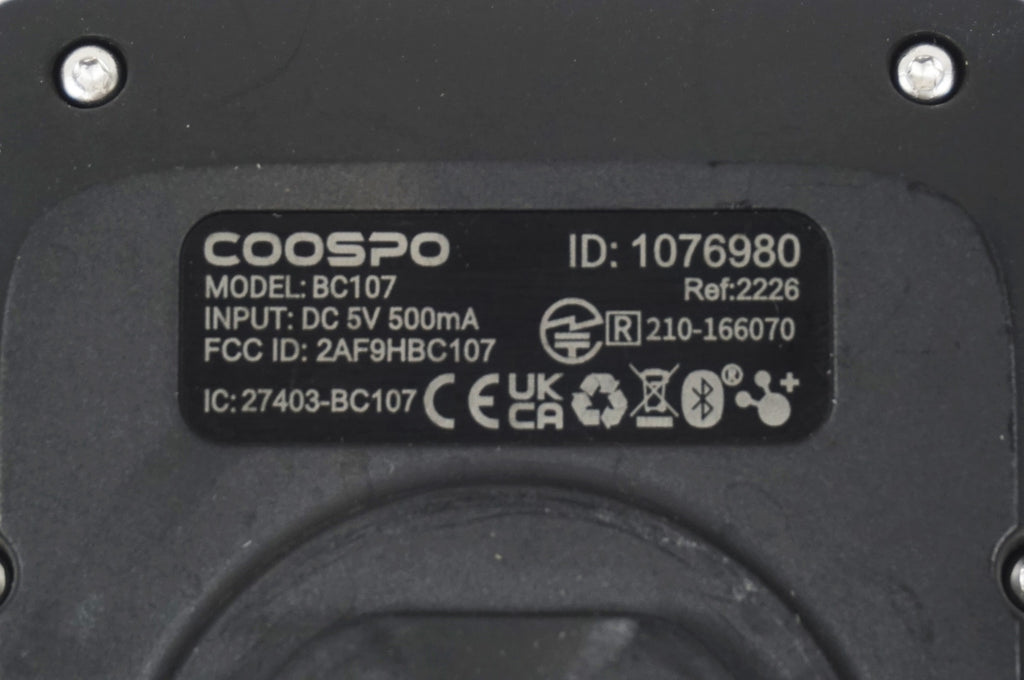 COOSPO
ID: 1076980
MODEL: BC107
Ref:2226
INPUT: DC 5V 500mA
R 210-166070
FCC ID: 2AF9HBC107
IC: 27403-BC107 CE UK CA ®